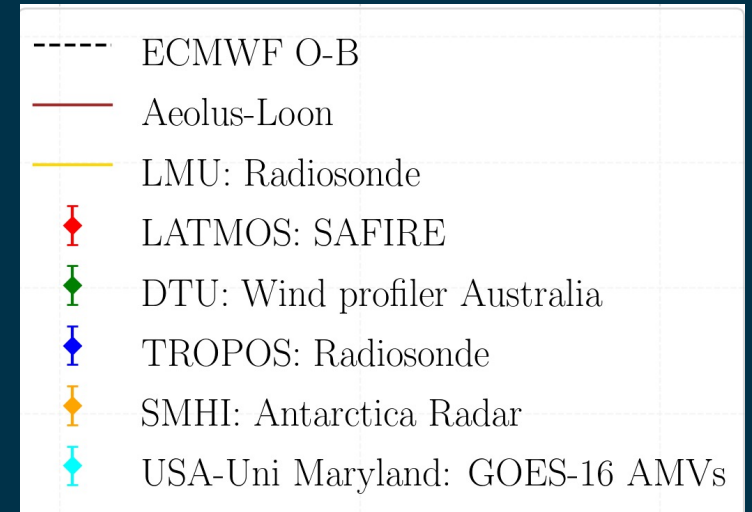 ECMWF O-B
Aeolus-Loon
LMU: Radiosonde
LATMOS: SAFIRE
DTU: Wind profiler Australia
TROPOS: Radiosonde
SMHI: Antarctica Radar
USA-Uni Maryland: GOES-16 AMVs